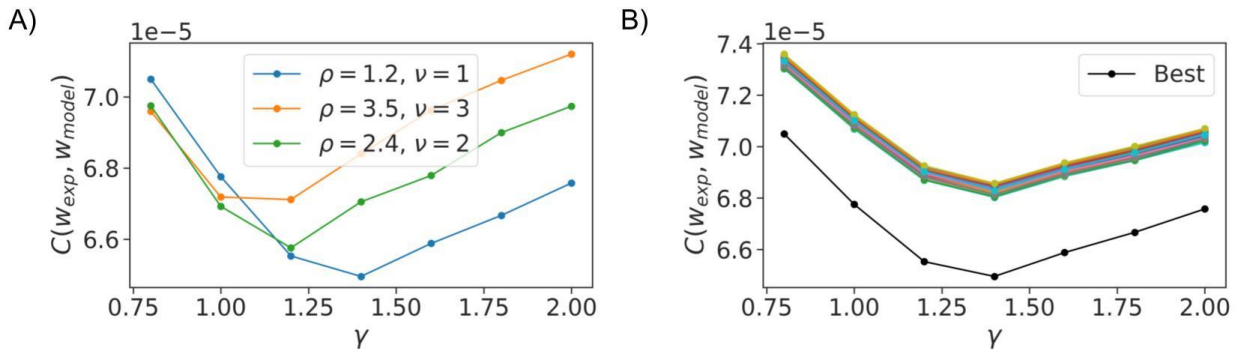 A)
1e−5
C(w_exp, w_model)
7.0
6.8
6.6
ρ = 1.2, ν = 1
ρ = 3.5, ν = 3
ρ = 2.4, ν = 2
0.75 1.00 1.25 1.50 1.75 2.00
γ
B)
1e−5
C(w_exp, w_model)
7.4
7.2
7.0
6.8
6.6
Best
0.75 1.00 1.25 1.50 1.75 2.00
γ